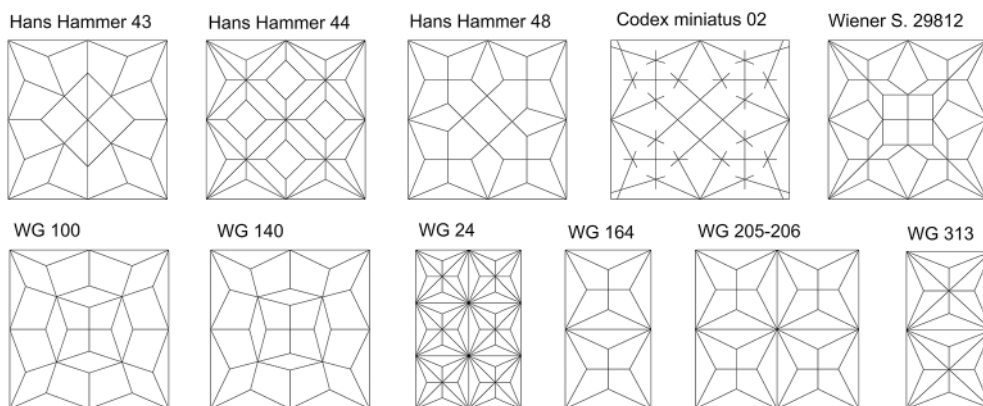 Hans Hammer 43
Hans Hammer 44
Hans Hammer 48
Codex miniatus 02
Wiener S. 29812
WG 100
WG 140
WG 24
WG 164
WG 205-206
WG 313